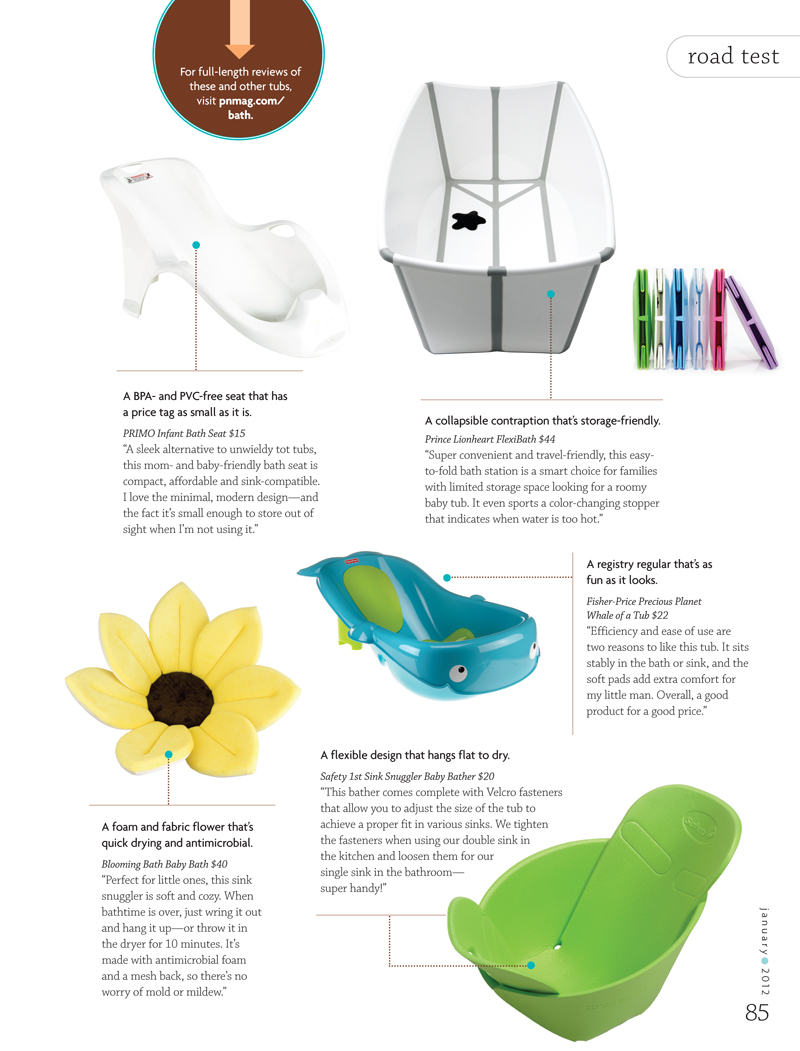 For full-length reviews of
these and other tubs,
visit pnmag.com/
bath.
road test
A BPA- and PVC-free seat that has
a price tag as small as it is.
PRIMO Infant Bath Seat $15
“A sleek alternative to unwieldy tot tubs,
this mom- and baby-friendly bath seat is
compact, affordable and sink-compatible.
I love the minimal, modern design—and
the fact it’s small enough to store out of
sight when I’m not using it.”
A collapsible contraption that’s storage-friendly.
Prince Lionheart FlexiBath $44
“Super convenient and travel-friendly, this easy-
to-fold bath station is a smart choice for families
with limited storage space looking for a roomy
baby tub. It even sports a color-changing stopper
that indicates when water is too hot.”
A registry regular that’s as
fun as it looks.
Fisher-Price Precious Planet
Whale of a Tub $22
“Efficiency and ease of use are
two reasons to like this tub. It sits
stably in the bath or sink, and the
soft pads add extra comfort for
my little man. Overall, a good
product for a good price.”
A flexible design that hangs flat to dry.
Safety 1st Sink Snuggler Baby Bather $20
“This bather comes complete with Velcro fasteners
that allow you to adjust the size of the tub to
achieve a proper fit in various sinks. We tighten
the fasteners when using our double sink in
the kitchen and loosen them for our
single sink in the bathroom—
super handy!”
A foam and fabric flower that’s
quick drying and antimicrobial.
Blooming Bath Baby Bath $40
“Perfect for little ones, this sink
snuggler is soft and cozy. When
bathtime is over, just wring it out
and hang it up—or throw it in
the dryer for 10 minutes. It’s
made with antimicrobial foam
and a mesh back, so there’s no
worry of mold or mildew.”
january 2012
85